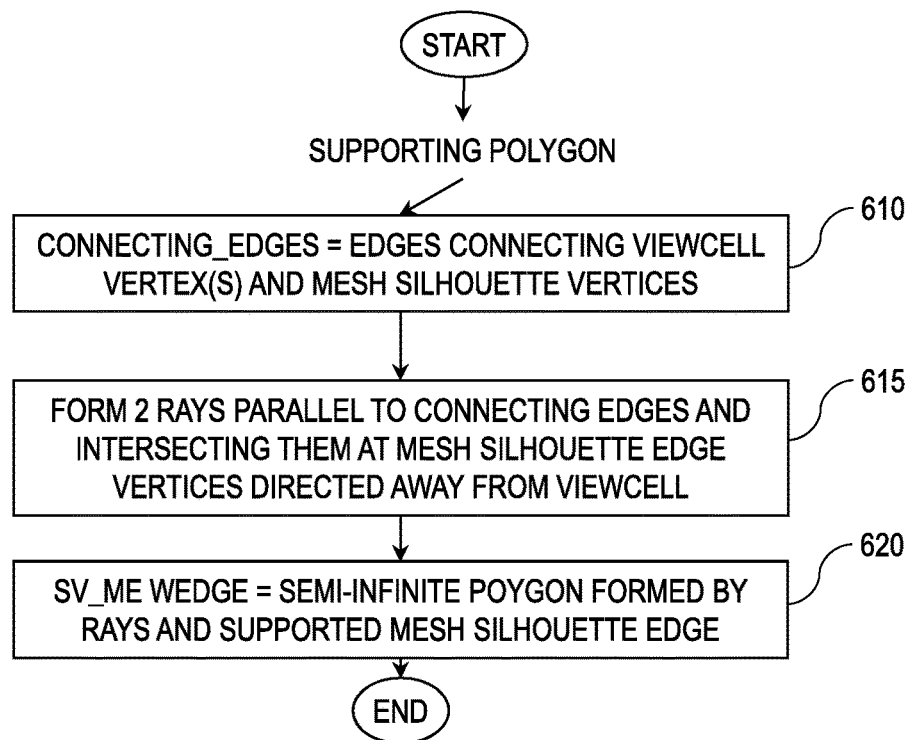 START
SUPPORTING POLYGON
610
CONNECTING_EDGES = EDGES CONNECTING VIEWCELL
VERTEX(S) AND MESH SILHOUETTE VERTICES
615
FORM 2 RAYS PARALLEL TO CONNECTING EDGES AND
INTERSECTING THEM AT MESH SILHOUETTE EDGE
VERTICES DIRECTED AWAY FROM VIEWCELL
620
SV_ME WEDGE = SEMI-INFINITE POYGON FORMED BY
RAYS AND SUPPORTED MESH SILHOUETTE EDGE
END